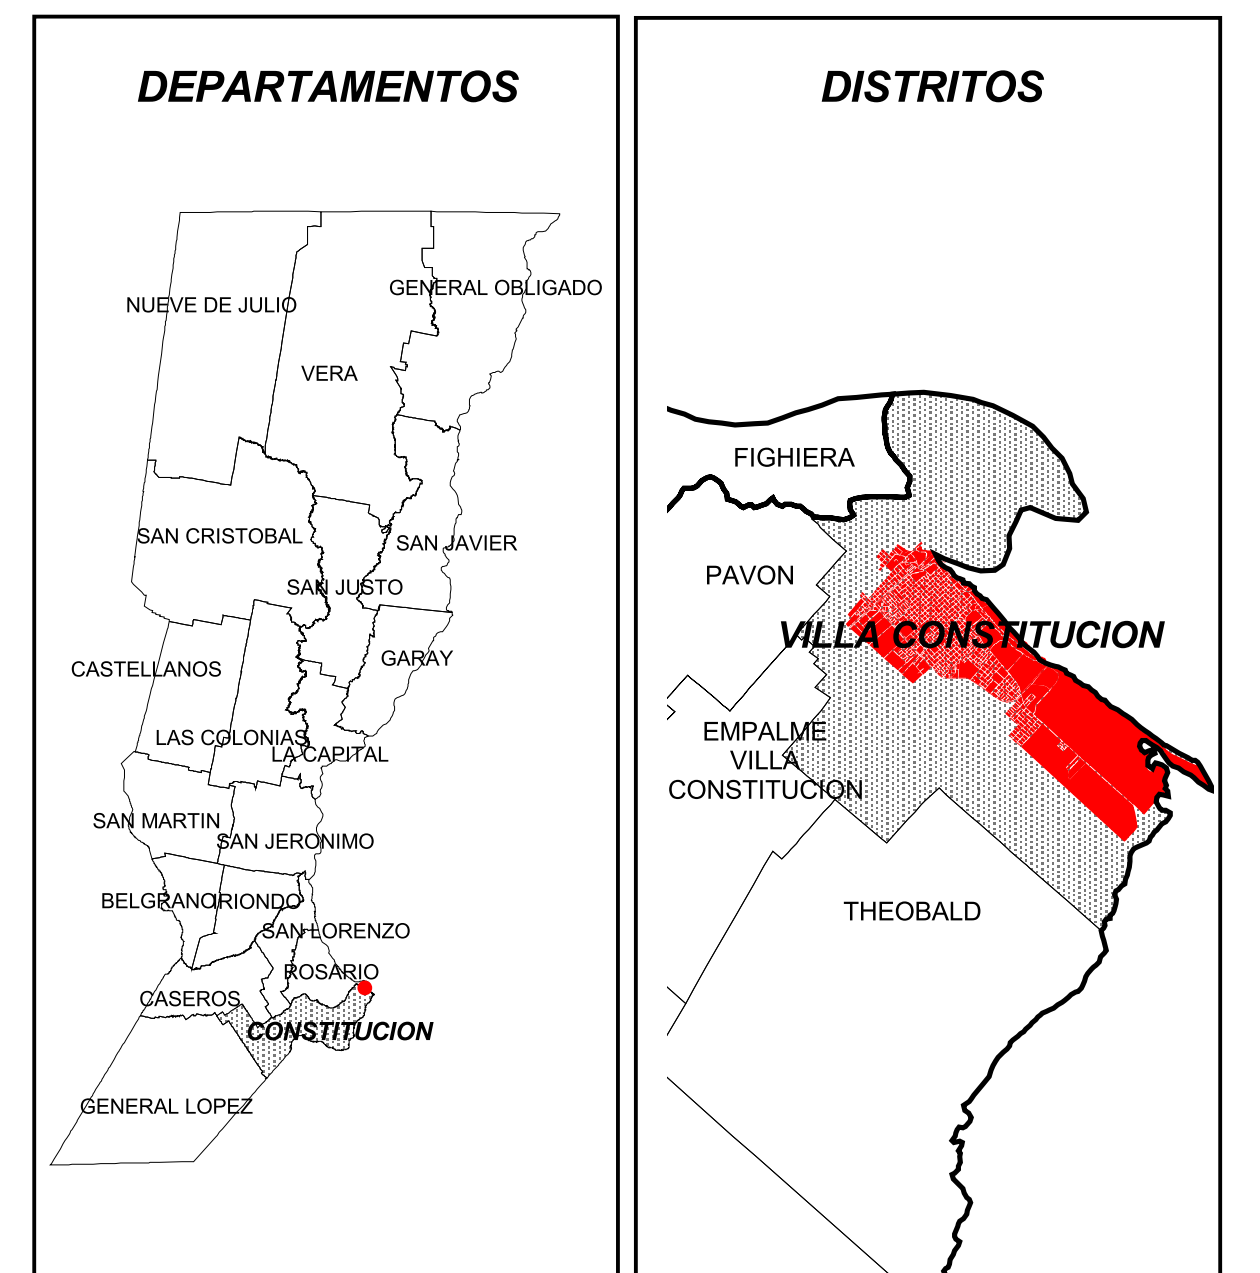 DEPARTAMENTOS
NUEVE DE JULIO
GENERAL OBLIGADO
VERA
SAN CRISTOBAL
SAN JAVIER
SAN JUSTO
CASTELLANOS
GARAY
LAS COLONIAS
LA CAPITAL
SAN MARTIN
SAN JERONIMO
BELGRANO
IRIONDO
SAN LORENZO
ROSARIO
CASEROS
CONSTITUCION
GENERAL LOPEZ
DISTRITOS
FIGHIERA
PAVON
VILLA CONSTITUCION
EMPALME
VILLA
CONSTITUCION
THEOBALD